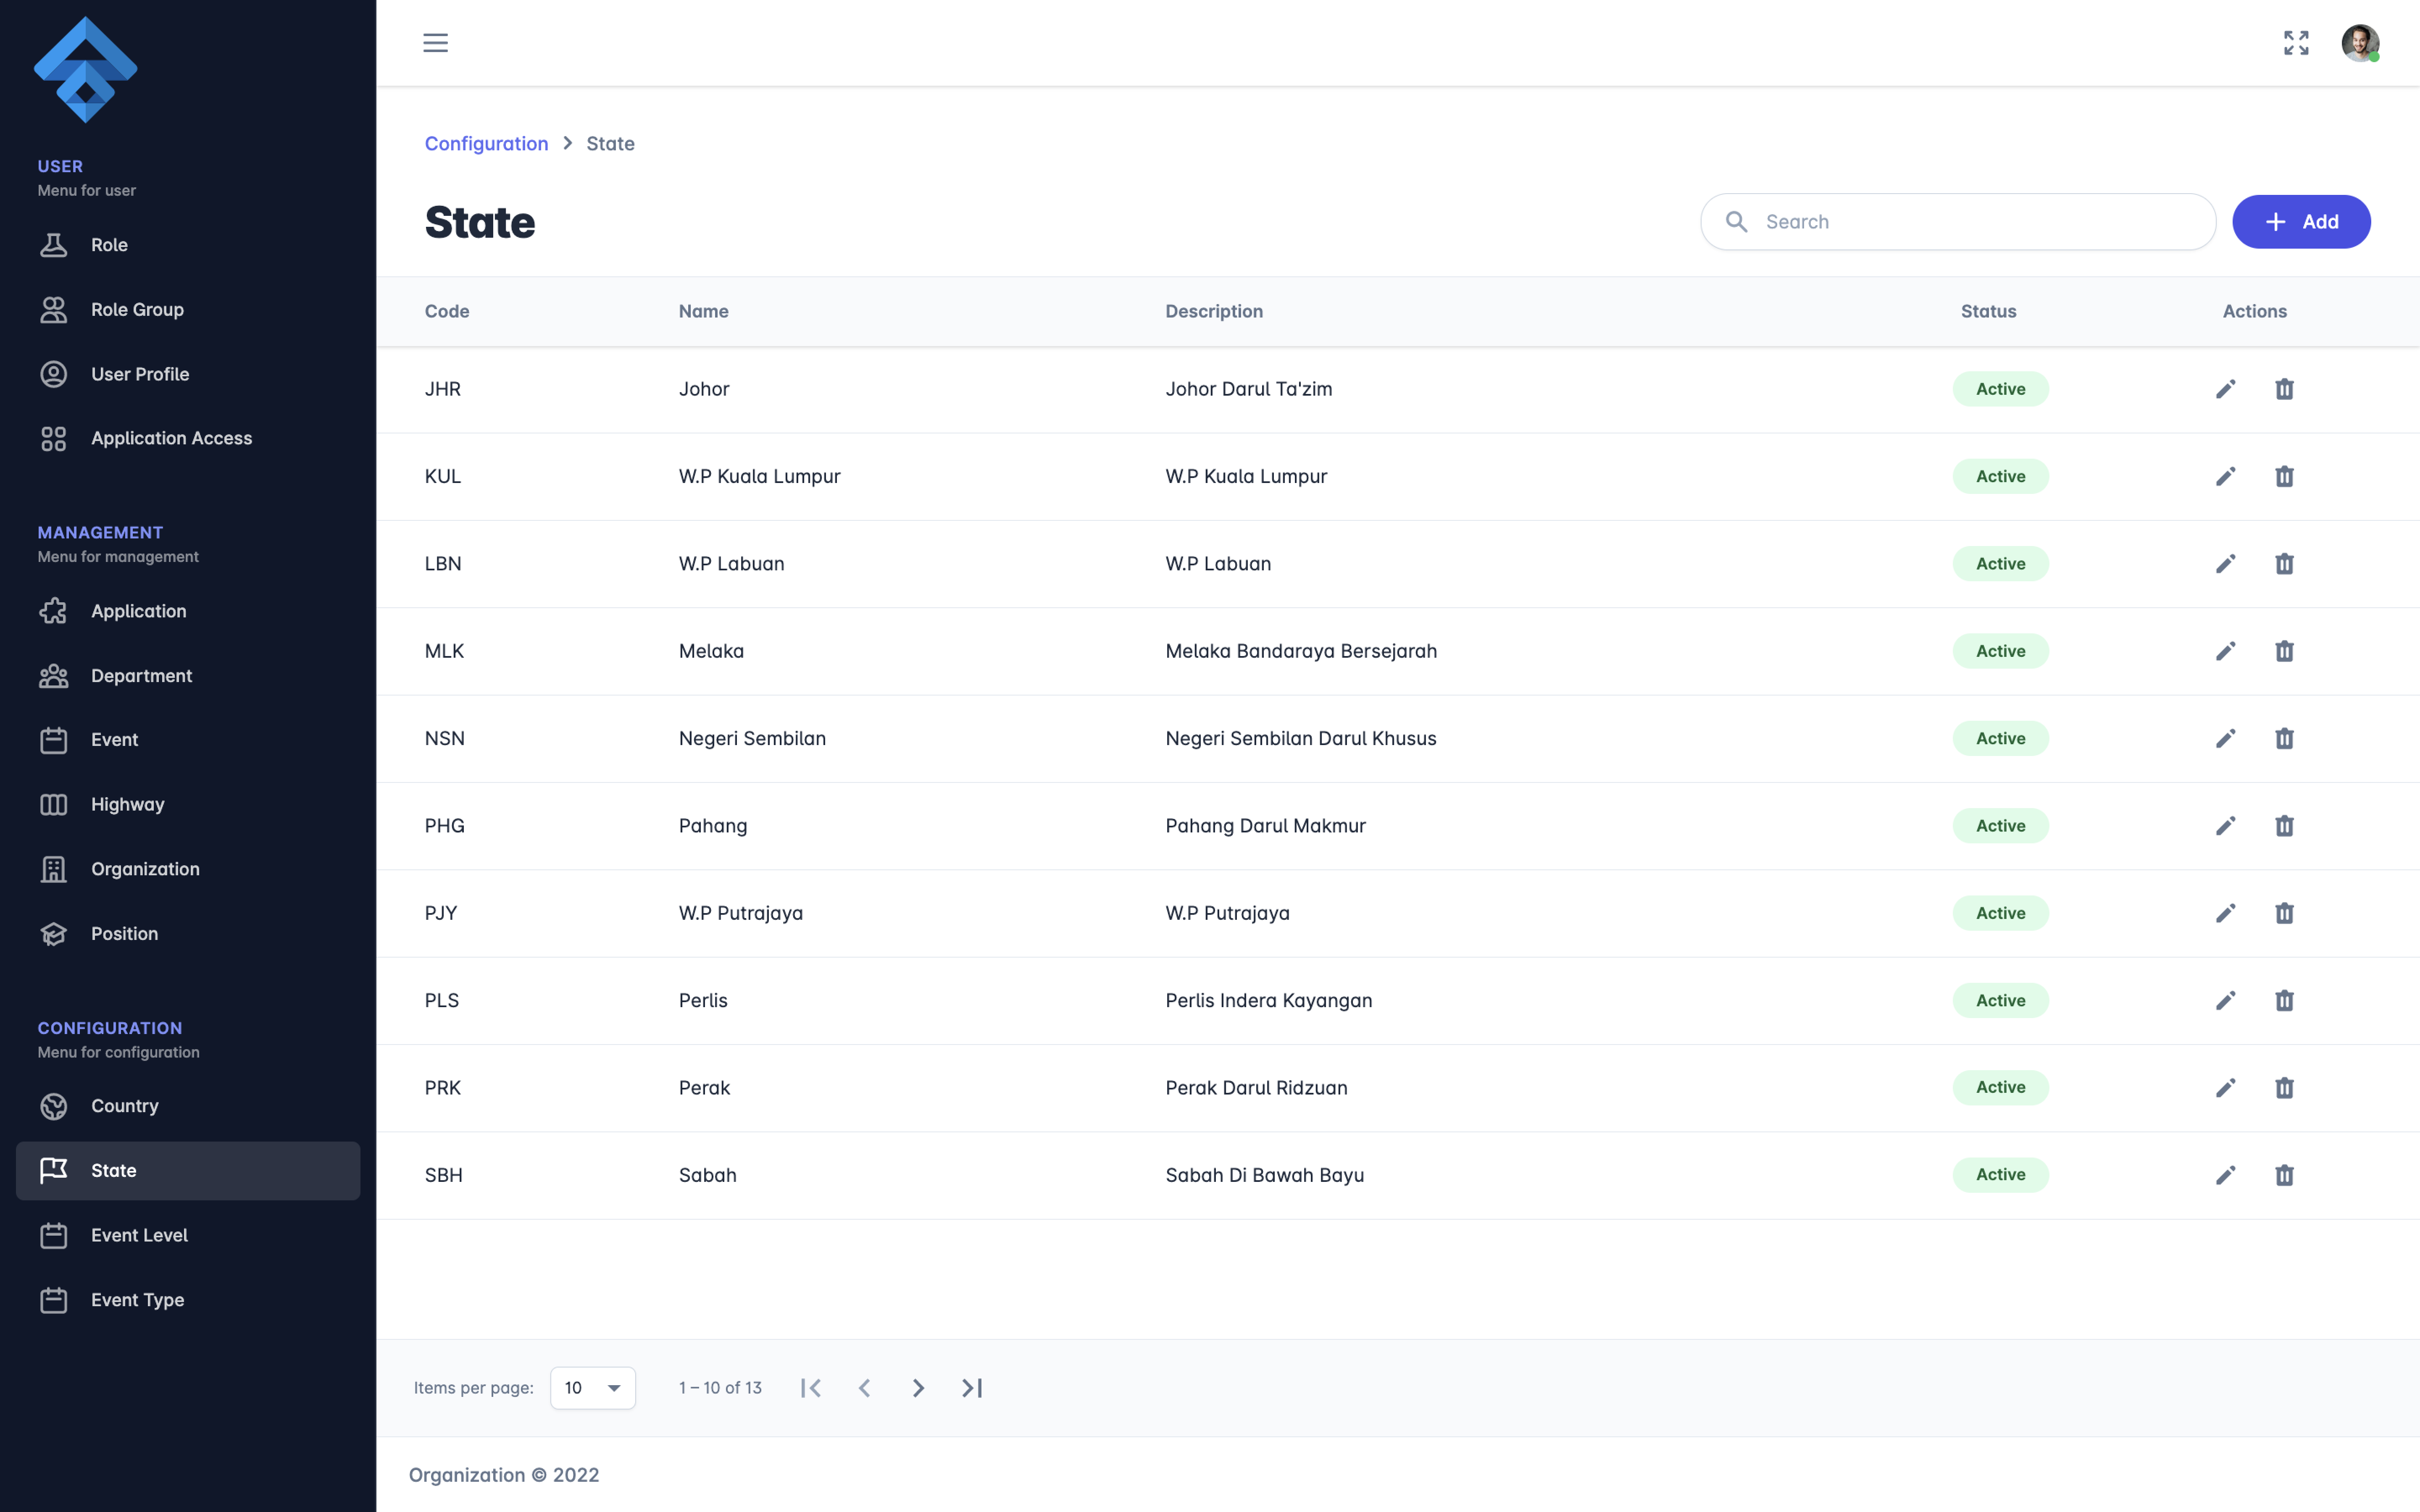 USER
Menu for user
Role
Role Group
User Profile
Application Access
MANAGEMENT
Menu for management
Application
Department
Event
Highway
Organization
Position
CONFIGURATION
Menu for configuration
Country
State
Event Level
Event Type
Configuration > State
State
Search
+ Add
Code Name Description Status Actions
JHR Johor Johor Darul Ta'zim Active
KUL W.P Kuala Lumpur W.P Kuala Lumpur Active
LBN W.P Labuan W.P Labuan Active
MLK Melaka Melaka Bandaraya Bersejarah Active
NSN Negeri Sembilan Negeri Sembilan Darul Khusus Active
PHG Pahang Pahang Darul Makmur Active
PJY W.P Putrajaya W.P Putrajaya Active
PLS Perlis Perlis Indera Kayangan Active
PRK Perak Perak Darul Ridzuan Active
SBH Sabah Sabah Di Bawah Bayu Active
Items per page: 10 1 – 10 of 13
Organization © 2022